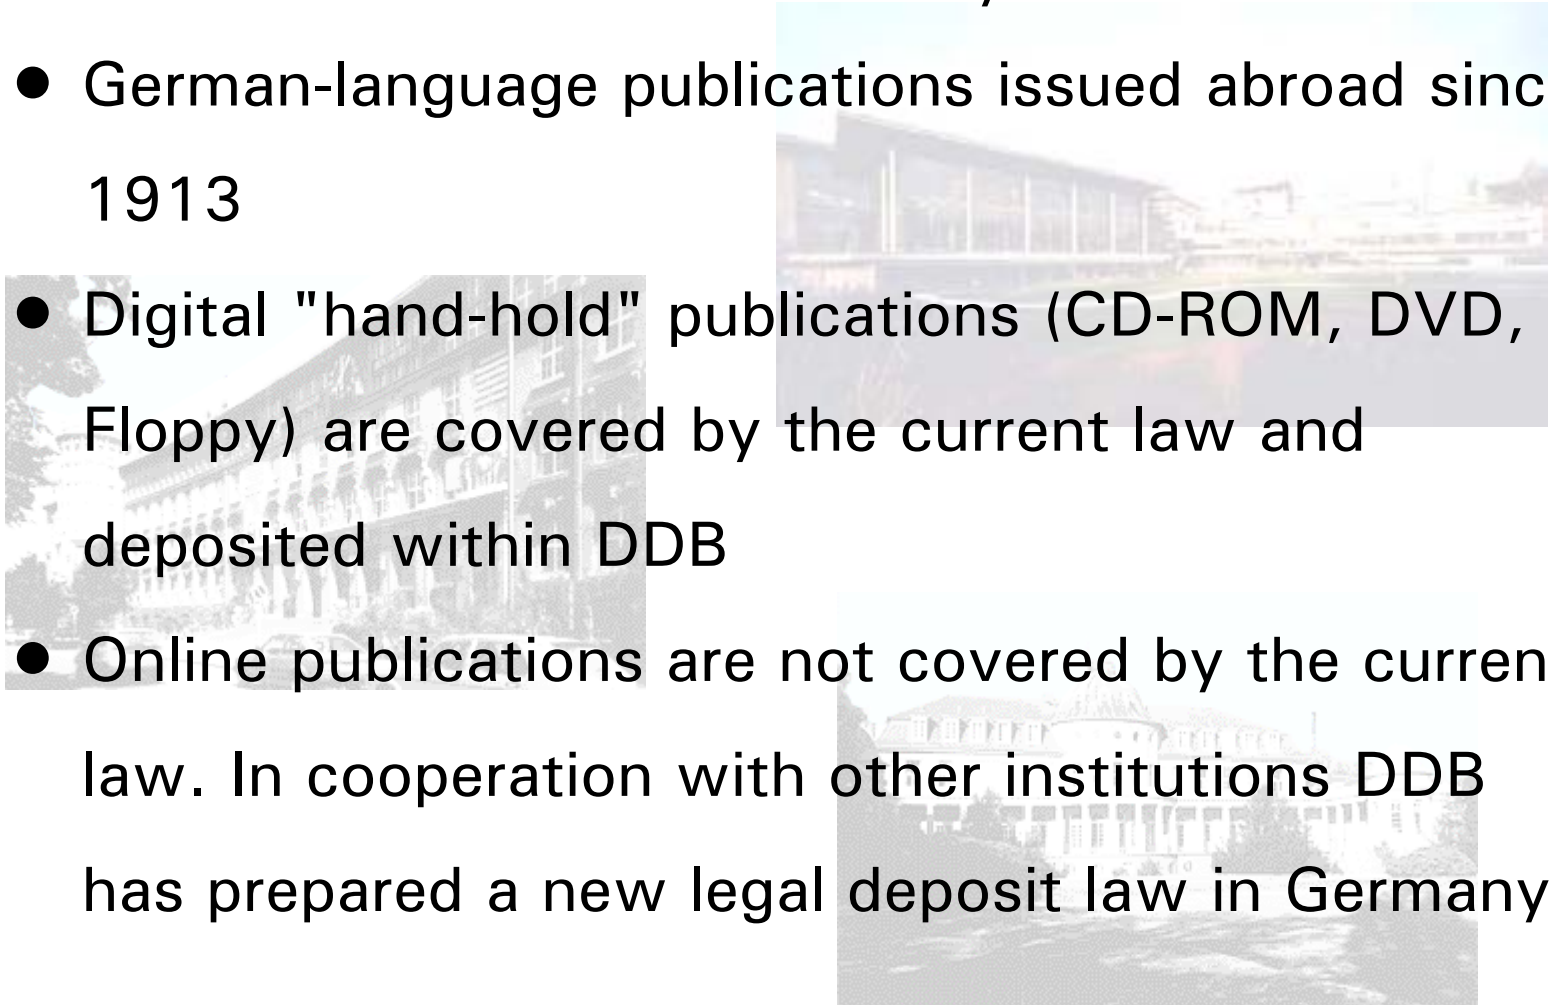 ● German-language publications issued abroad sinc
1913
● Digital "hand-hold" publications (CD-ROM, DVD,
Floppy) are covered by the current law and
deposited within DDB
● Online publications are not covered by the curren
law. In cooperation with other institutions DDB
has prepared a new legal deposit law in Germany